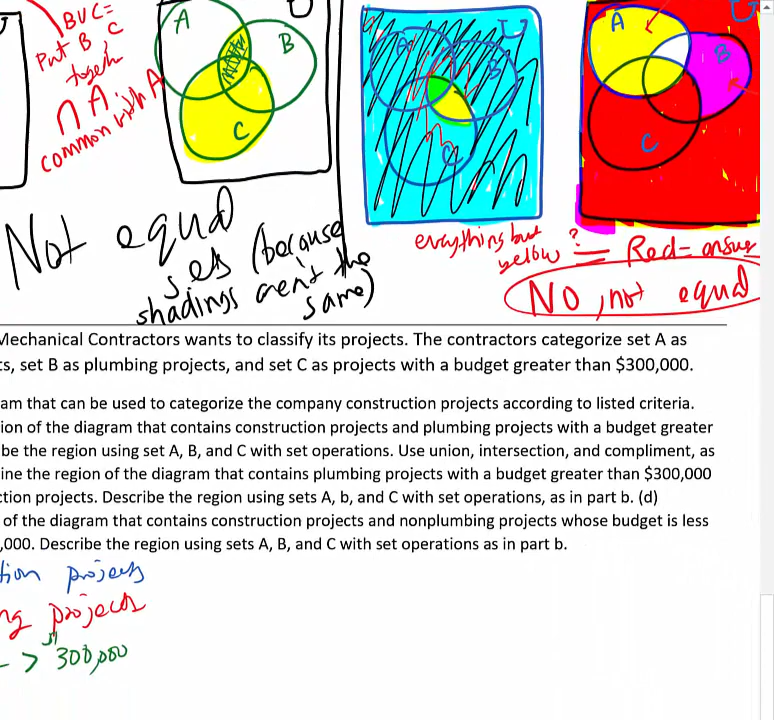 BUC=
Put B C
together
∩ A
common with A
A
B
C
A
B
C
U
A
B
C
U
Not equal
sets (because
shadings aren't the
same)
everything but
yellow
?
= Red = answer
No, not equal
Mechanical Contractors wants to classify its projects. The contractors categorize set A as
ts, set B as plumbing projects, and set C as projects with a budget greater than $300,000.
am that can be used to categorize the company construction projects according to listed criteria.
ion of the diagram that contains construction projects and plumbing projects with a budget greater
be the region using set A, B, and C with set operations. Use union, intersection, and compliment, as
ine the region of the diagram that contains plumbing projects with a budget greater than $300,000
ction projects. Describe the region using sets A, b, and C with set operations, as in part b. (d)
of the diagram that contains construction projects and nonplumbing projects whose budget is less
,000. Describe the region using sets A, B, and C with set operations as in part b.
tion projects
ng projects
- > $300,000